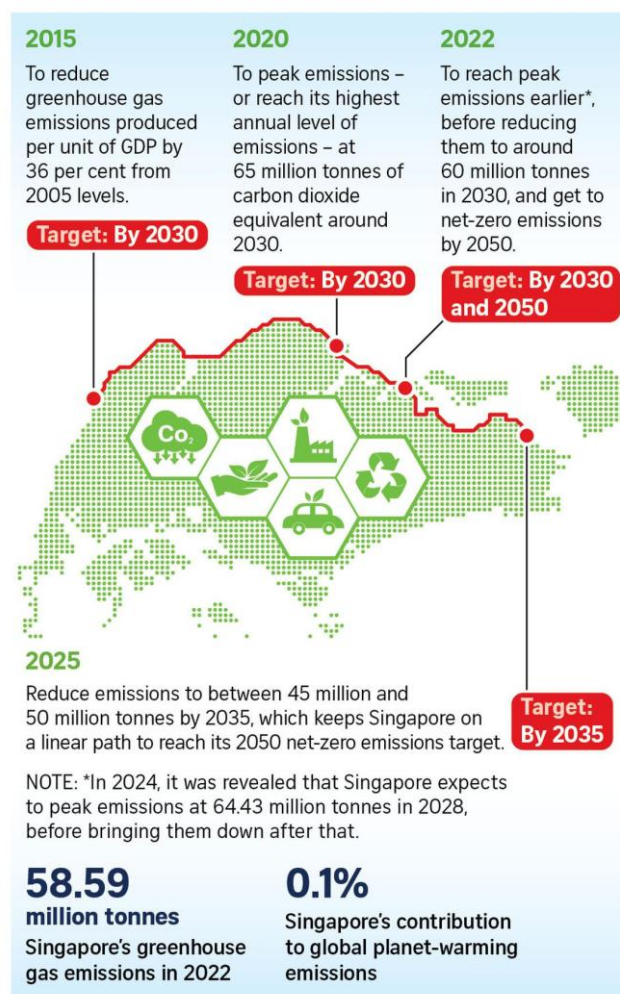 2015
To reduce
greenhouse gas
emissions produced
per unit of GDP by
36 per cent from
2005 levels.
Target: By 2030
2020
To peak emissions –
or reach its highest
annual level of
emissions – at
65 million tonnes of
carbon dioxide
equivalent around
2030.
Target: By 2030
2022
To reach peak
emissions earlier*,
before reducing
them to around
60 million tonnes
in 2030, and get to
net-zero emissions
by 2050.
Target: By 2030
and 2050
Co₂
2025
Reduce emissions to between 45 million and
50 million tonnes by 2035, which keeps Singapore on
a linear path to reach its 2050 net-zero emissions target.
Target:
By 2035
NOTE: *In 2024, it was revealed that Singapore expects
to peak emissions at 64.43 million tonnes in 2028,
before bringing them down after that.
58.59
million tonnes
Singapore's greenhouse
gas emissions in 2022
0.1%
Singapore's contribution
to global planet-warming
emissions